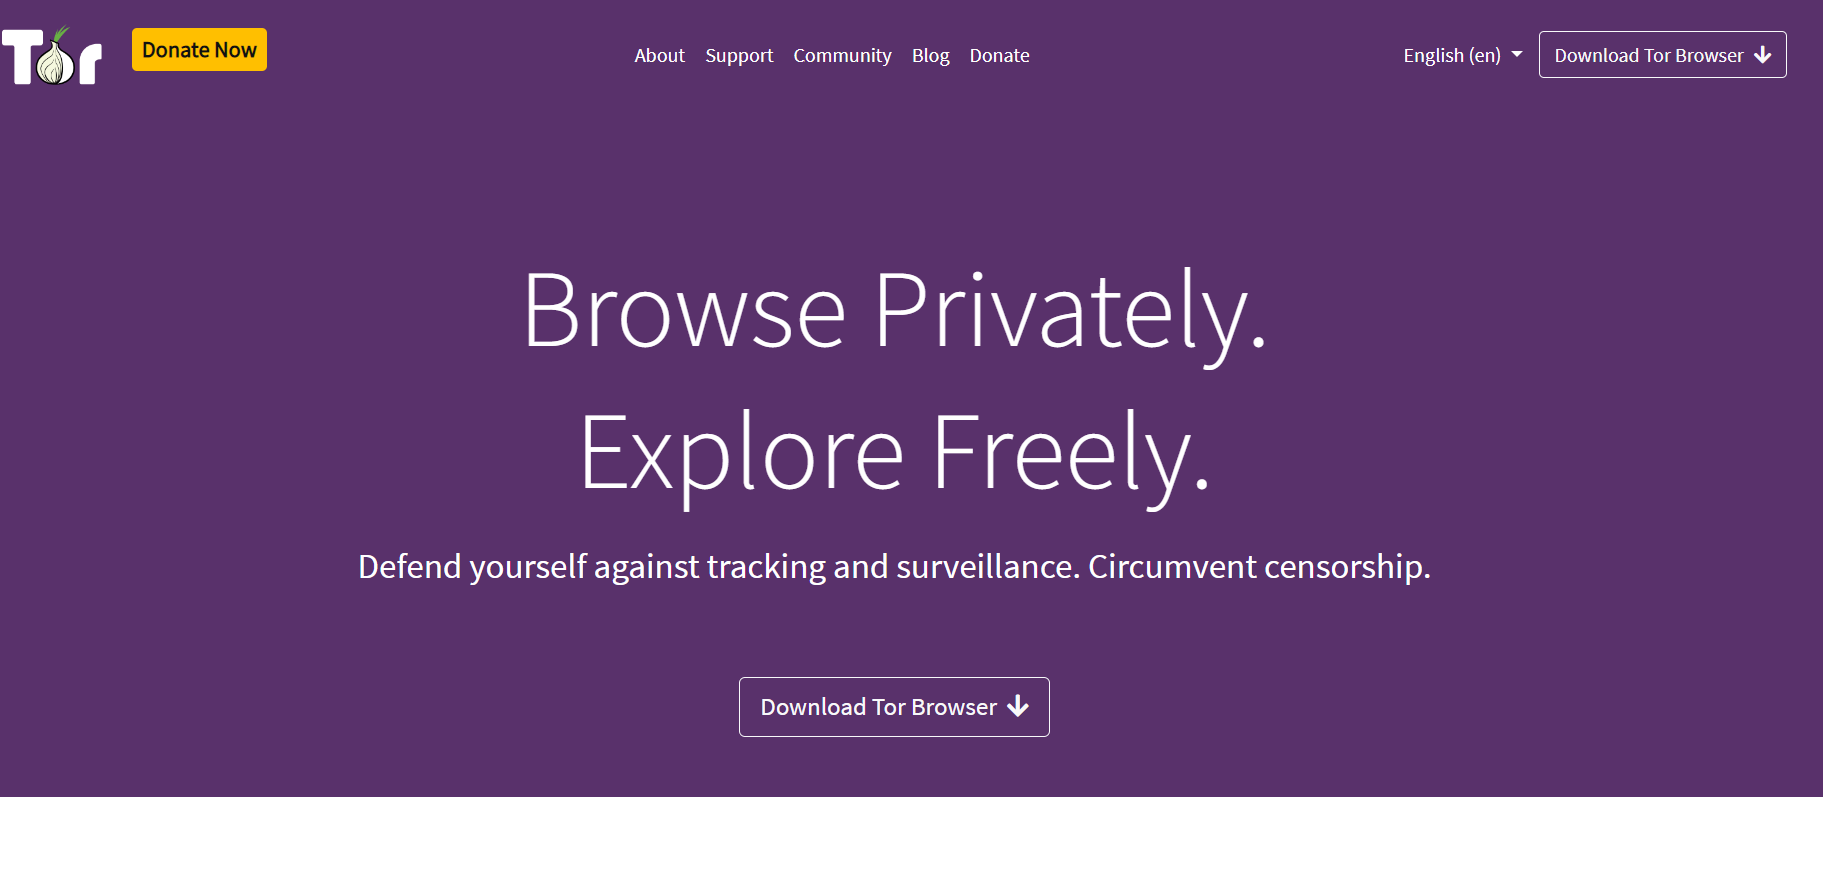 Tor
Donate Now
About Support Community Blog Donate
English (en)
Download Tor Browser
Browse Privately.
Explore Freely.
Defend yourself against tracking and surveillance. Circumvent censorship.
Download Tor Browser